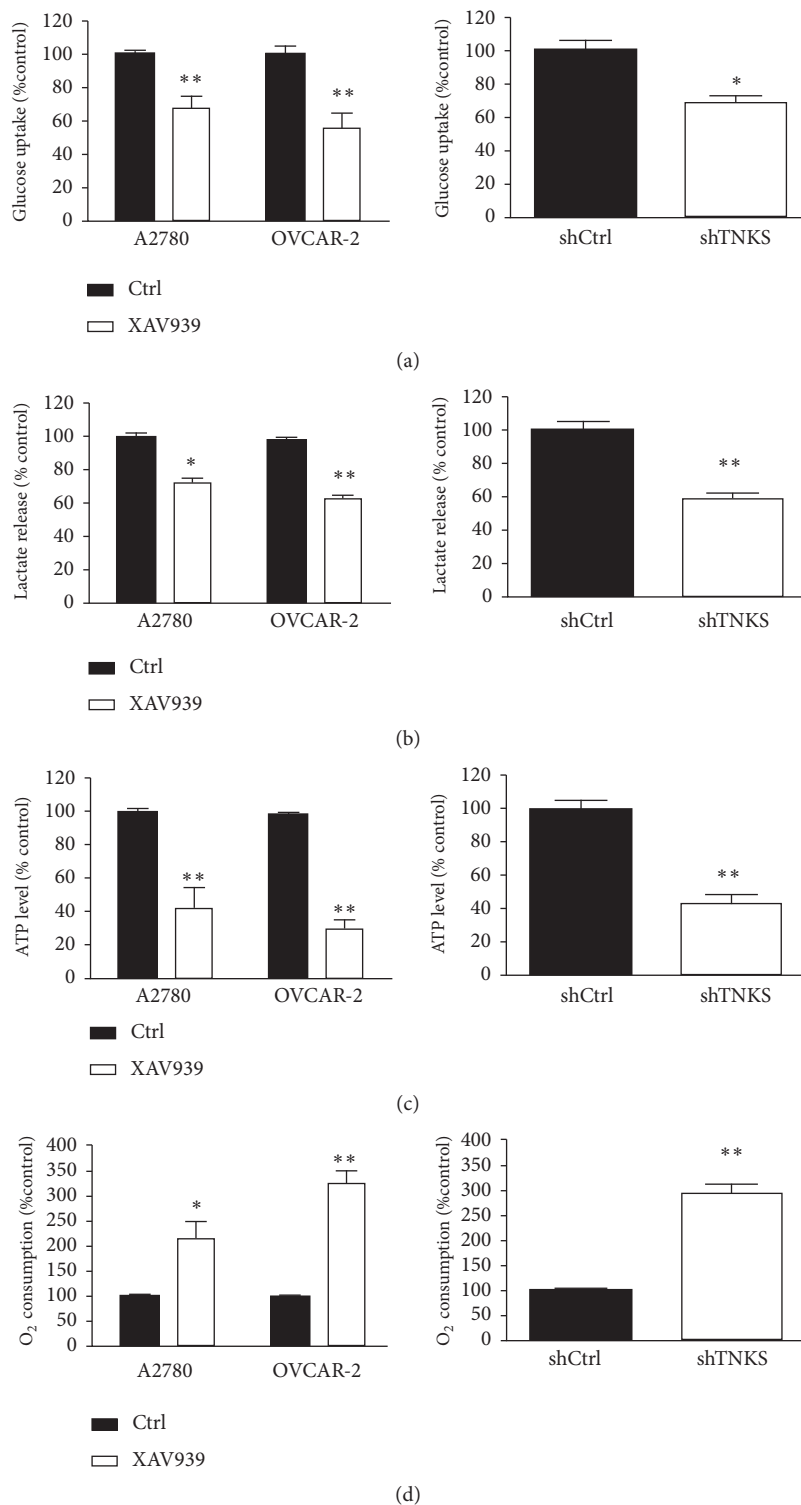 Glucose uptake (%control)
120
100
80
60
40
20
0
**
**
A2780
OVCAR-2
Ctrl
XAV939
Glucose uptake (%control)
120
100
80
60
40
20
0
*
shCtrl
shTNKS
(a)
Lactate release (% control)
120
100
80
60
40
20
0
*
**
A2780
OVCAR-2
Ctrl
XAV939
Lactate release (% control)
120
100
80
60
40
20
0
**
shCtrl
shTNKS
(b)
ATP level (% control)
120
100
80
60
40
20
0
**
**
A2780
OVCAR-2
Ctrl
XAV939
ATP level (% control)
120
100
80
60
40
20
0
**
shCtrl
shTNKS
(c)
O2 consumption (%control)
400
350
300
250
200
150
100
50
0
*
**
A2780
OVCAR-2
Ctrl
XAV939
O2 consumption (%control)
400
350
300
250
200
150
100
50
0
**
shCtrl
shTNKS
(d)